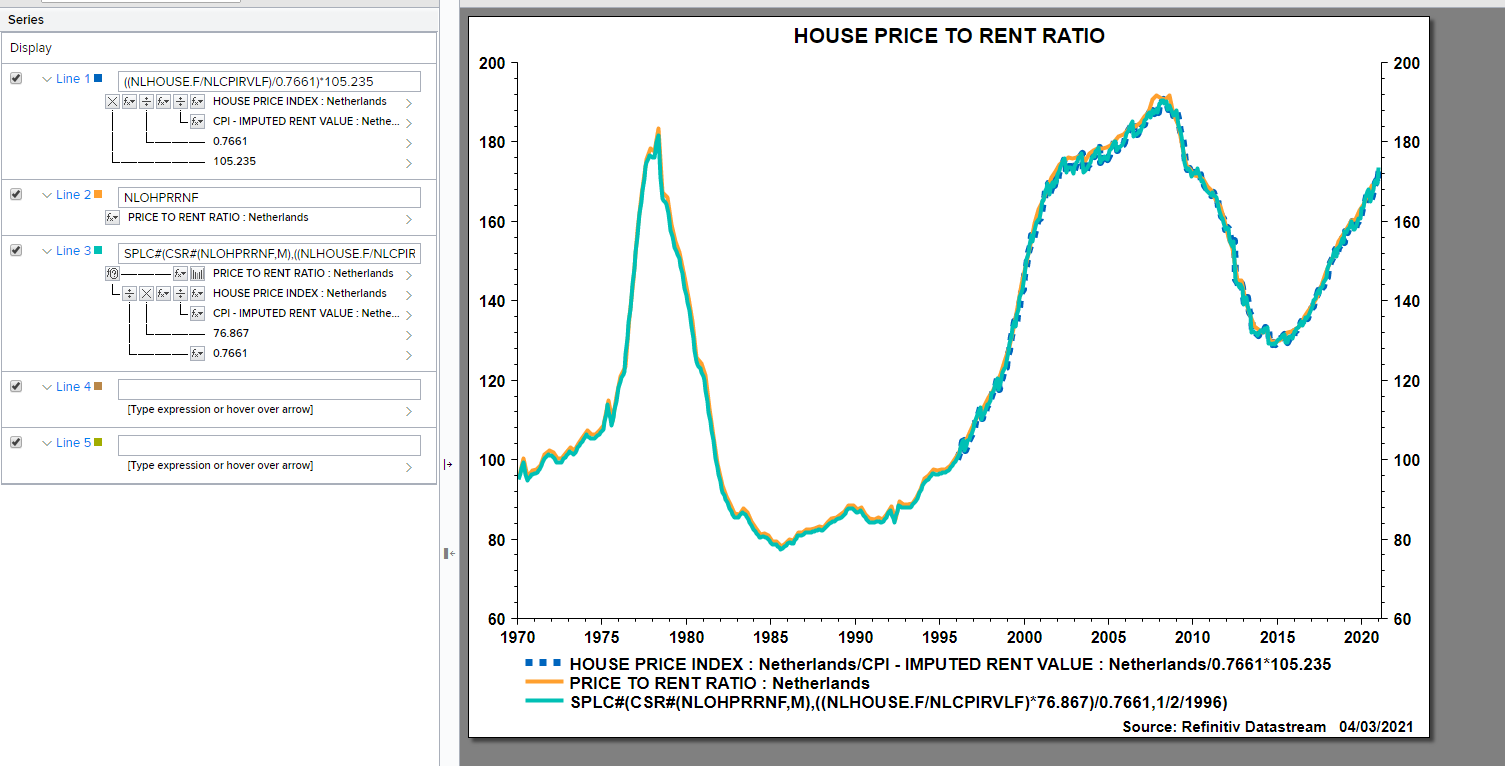 Series
Display
Line 1
((NLHOUSE.F/NLCPIRVLF)/0.7661)*105.235
HOUSE PRICE INDEX : Netherlands
CPI - IMPUTED RENT VALUE : Nethe...
0.7661
105.235
Line 2
NLOHPRRNF
PRICE TO RENT RATIO : Netherlands
Line 3
SPLC#(CSR#(NLOHPRRNF,M),((NLHOUSE.F/NLCPIR
PRICE TO RENT RATIO : Netherlands
HOUSE PRICE INDEX : Netherlands
CPI - IMPUTED RENT VALUE : Nethe...
76.867
0.7661
Line 4
[Type expression or hover over arrow]
Line 5
[Type expression or hover over arrow]
HOUSE PRICE TO RENT RATIO
200 200
180 180
160 160
140 140
120 120
100 100
80 80
60 60
1970 1975 1980 1985 1990 1995 2000 2005 2010 2015 2020
HOUSE PRICE INDEX : Netherlands/CPI - IMPUTED RENT VALUE : Netherlands/0.7661*105.235
PRICE TO RENT RATIO : Netherlands
SPLC#(CSR#(NLOHPRRNF,M),((NLHOUSE.F/NLCPIRVLF)*76.867)/0.7661,1/2/1996)
Source: Refinitiv Datastream 04/03/2021